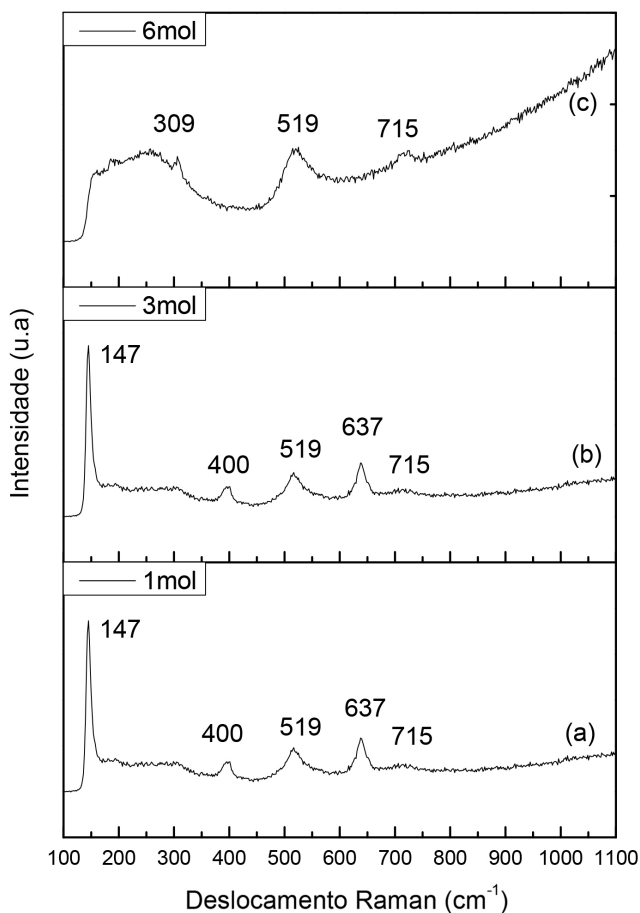 6mol
(c)
309
519
715
3mol
147
400
519
637
715
(b)
1mol
147
400
519
637
715
(a)
100 200 300 400 500 600 700 800 900 1000 1100
Deslocamento Raman (cm⁻¹)
Intensidade (u.a)